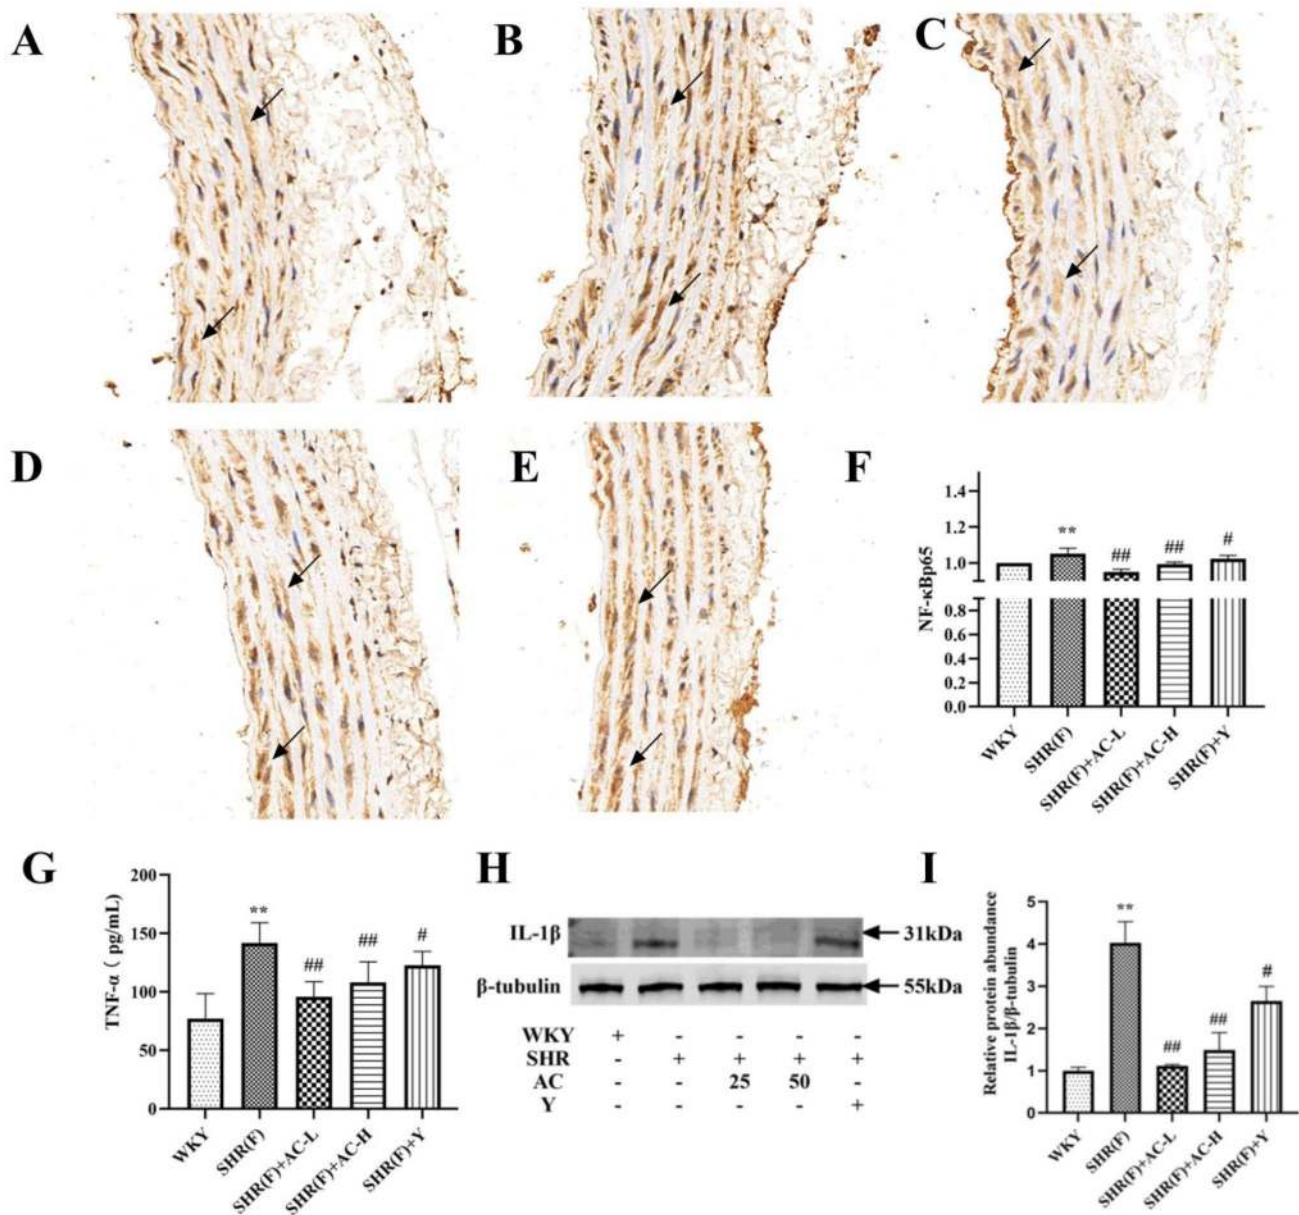 A
B
C
D
E
F
NF-κBp65
1.4
1.2
1.0
0.8
0.6
0.4
0.2
0.0
**
##
##
#
WKY
SHR(F)
SHR(F)+AC-L
SHR(F)+AC-H
SHR(F)+Y
G
TNF-α ( pg/mL)
200
150
100
50
0
**
##
##
#
WKY
SHR(F)
SHR(F)+AC-L
SHR(F)+AC-H
SHR(F)+Y
H
IL-1β
31kDa
β-tubulin
55kDa
WKY + - - - -
SHR - + + + +
AC - - 25 50 -
Y - - - - +
I
Relative protein abundance
IL-1β/β-tubulin
5
4
3
2
1
0
**
##
##
#
WKY
SHR(F)
SHR(F)+AC-L
SHR(F)+AC-H
SHR(F)+Y